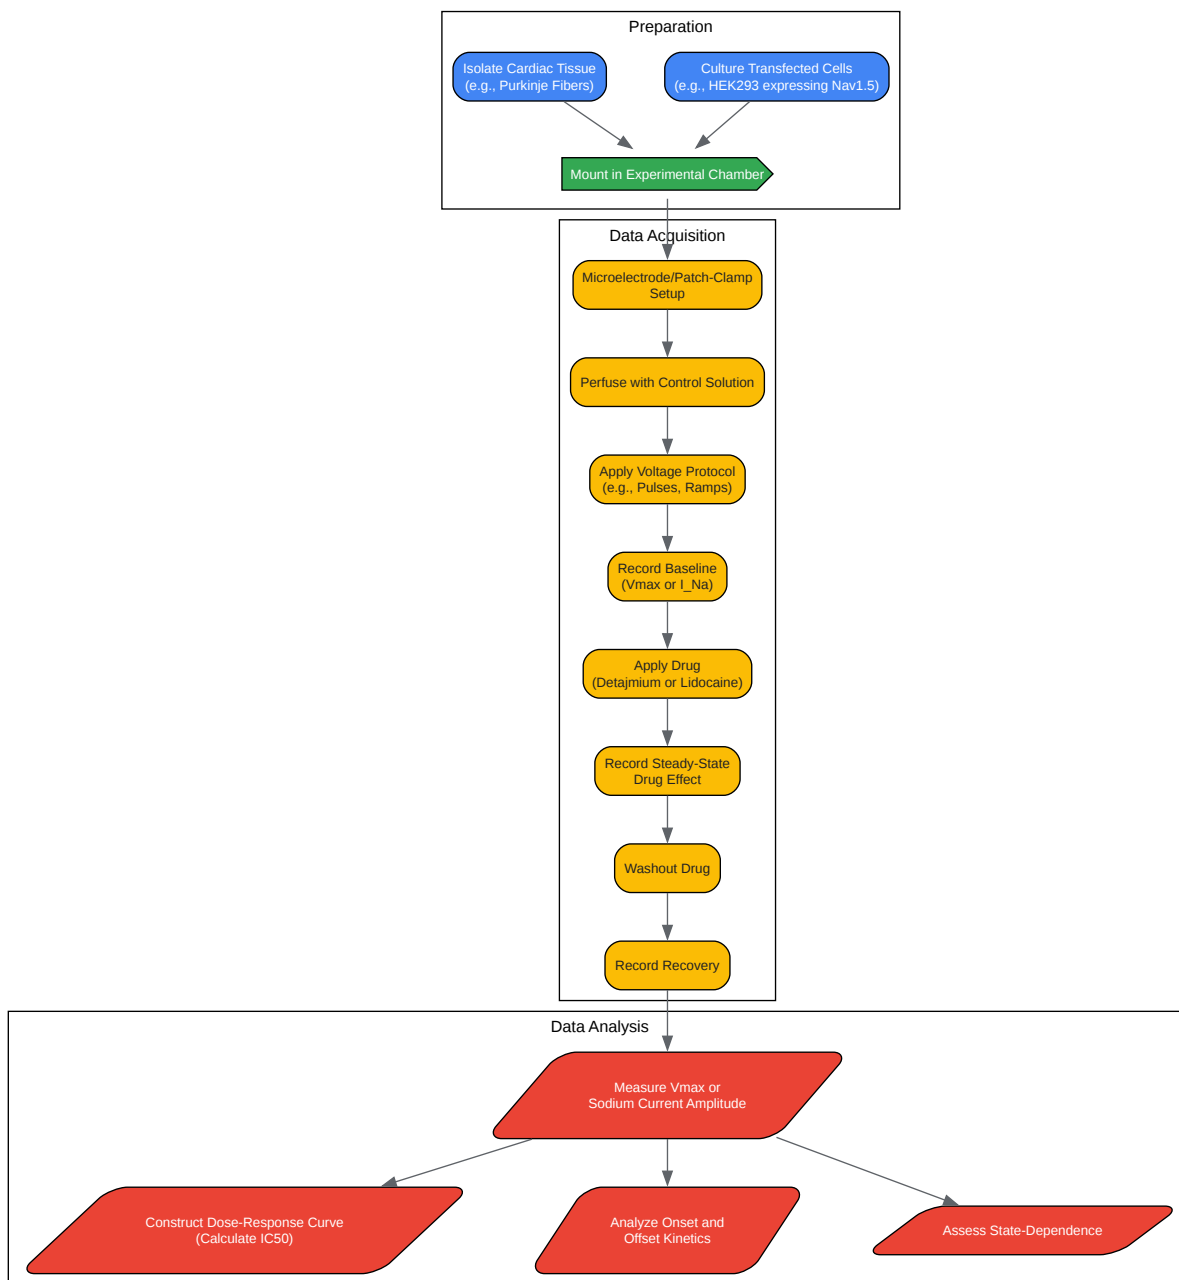 Preparation
Isolate Cardiac Tissue
(e.g., Purkinje Fibers)
Culture Transfected Cells
(e.g., HEK293 expressing Nav1.5)
Mount in Experimental Chamber
Data Acquisition
Microelectrode/Patch-Clamp
Setup
Perfuse with Control Solution
Apply Voltage Protocol
(e.g., Pulses, Ramps)
Record Baseline
(Vmax or I_Na)
Apply Drug
(Detajmium or Lidocaine)
Record Steady-State
Drug Effect
Washout Drug
Record Recovery
Data Analysis
Measure Vmax or
Sodium Current Amplitude
Construct Dose-Response Curve
(Calculate IC50)
Analyze Onset and
Offset Kinetics
Assess State-Dependence